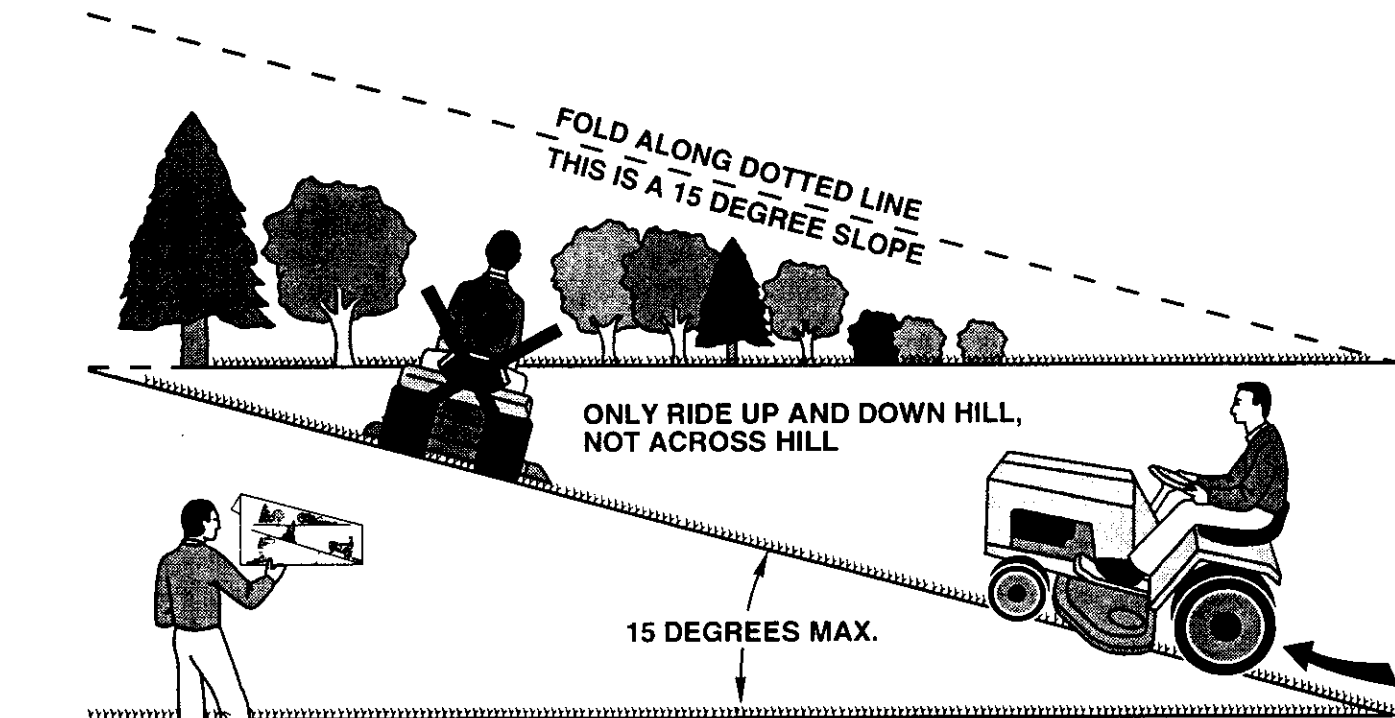 FOLD ALONG DOTTED LINE
THIS IS A 15 DEGREE SLOPE
ONLY RIDE UP AND DOWN HILL,
NOT ACROSS HILL
15 DEGREES MAX.